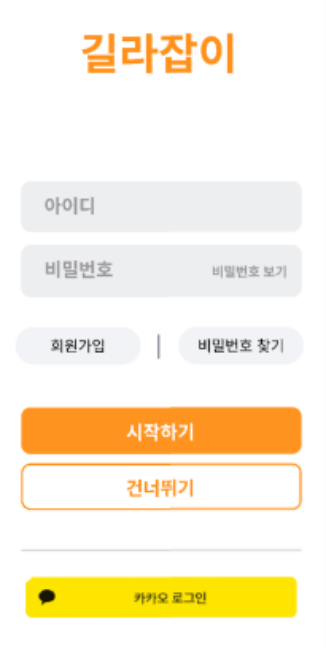 길라잡이
아이디
비밀번호 비밀번호 보기
회원가입 | 비밀번호 찾기
시작하기
건너뛰기
카카오 로그인